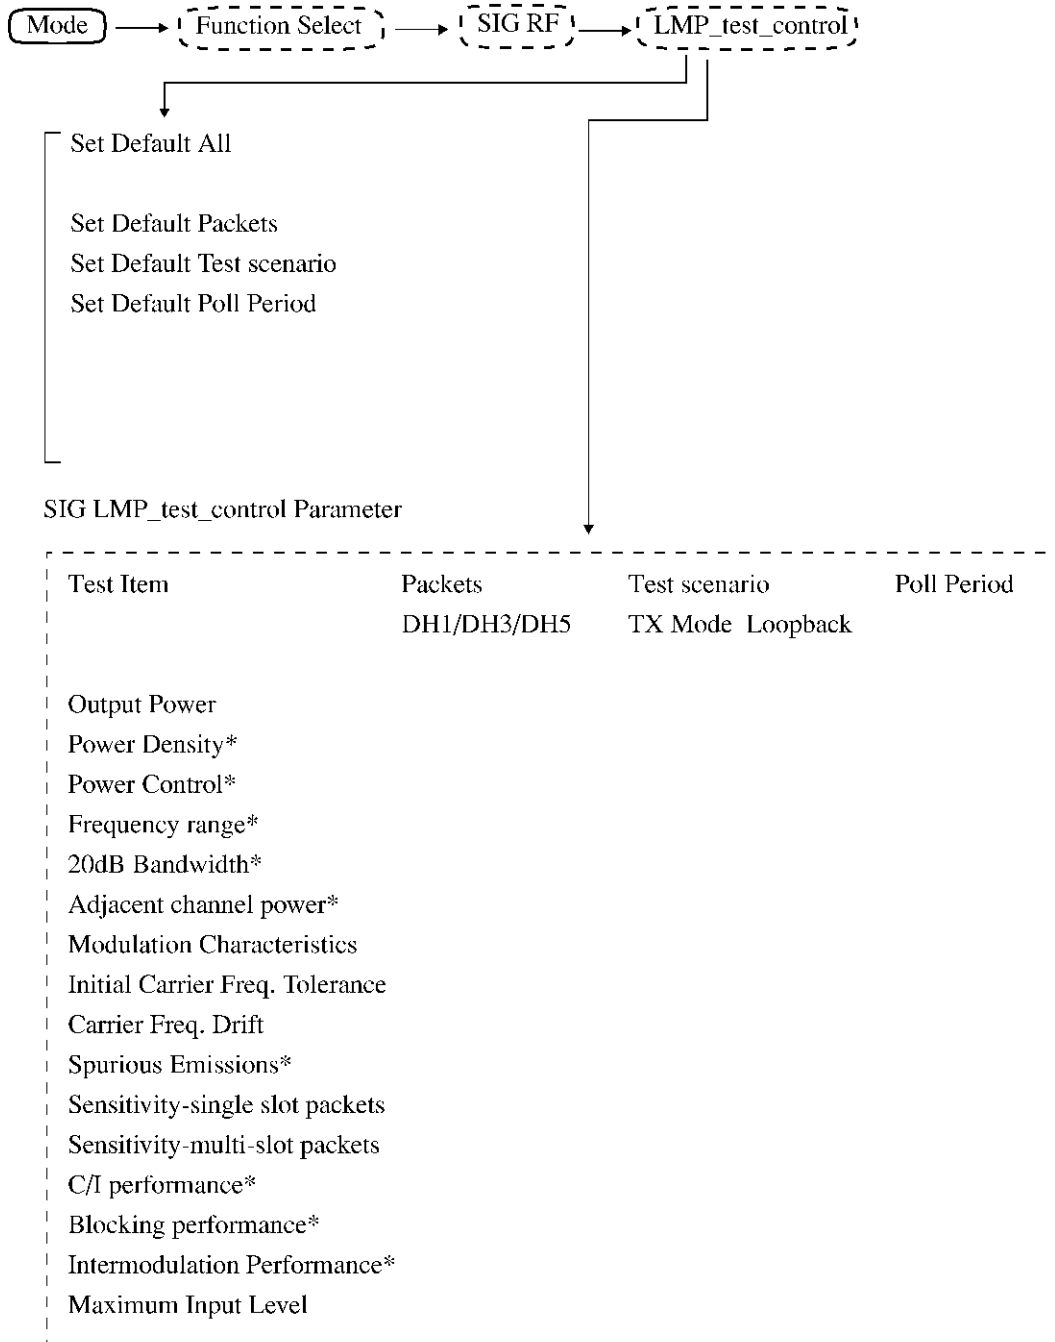 Mode Function Select SIG RF LMP_test_control
Set Default All
Set Default Packets
Set Default Test scenario
Set Default Poll Period
SIG LMP_test_control Parameter
Test Item Packets Test scenario Poll Period
DH1/DH3/DH5 TX Mode Loopback
Output Power
Power Density*
Power Control*
Frequency range*
20dB Bandwidth*
Adjacent channel power*
Modulation Characteristics
Initial Carrier Freq. Tolerance
Carrier Freq. Drift
Spurious Emissions*
Sensitivity-single slot packets
Sensitivity-multi-slot packets
C/I performance*
Blocking performance*
Intermodulation Performance*
Maximum Input Level